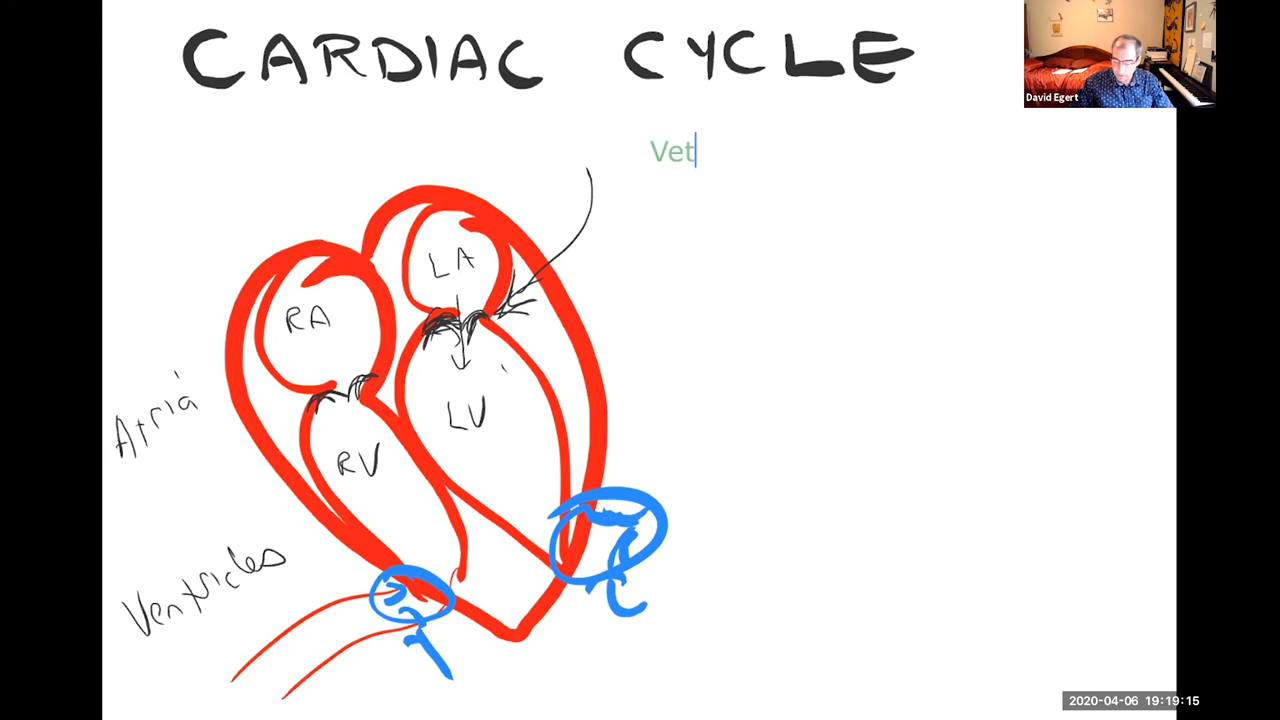 CARDIAC CYCLE
David Egert
Vet
LA
RA
Atria
LV
RV
Ventricles
2020-04-06 19:19:15